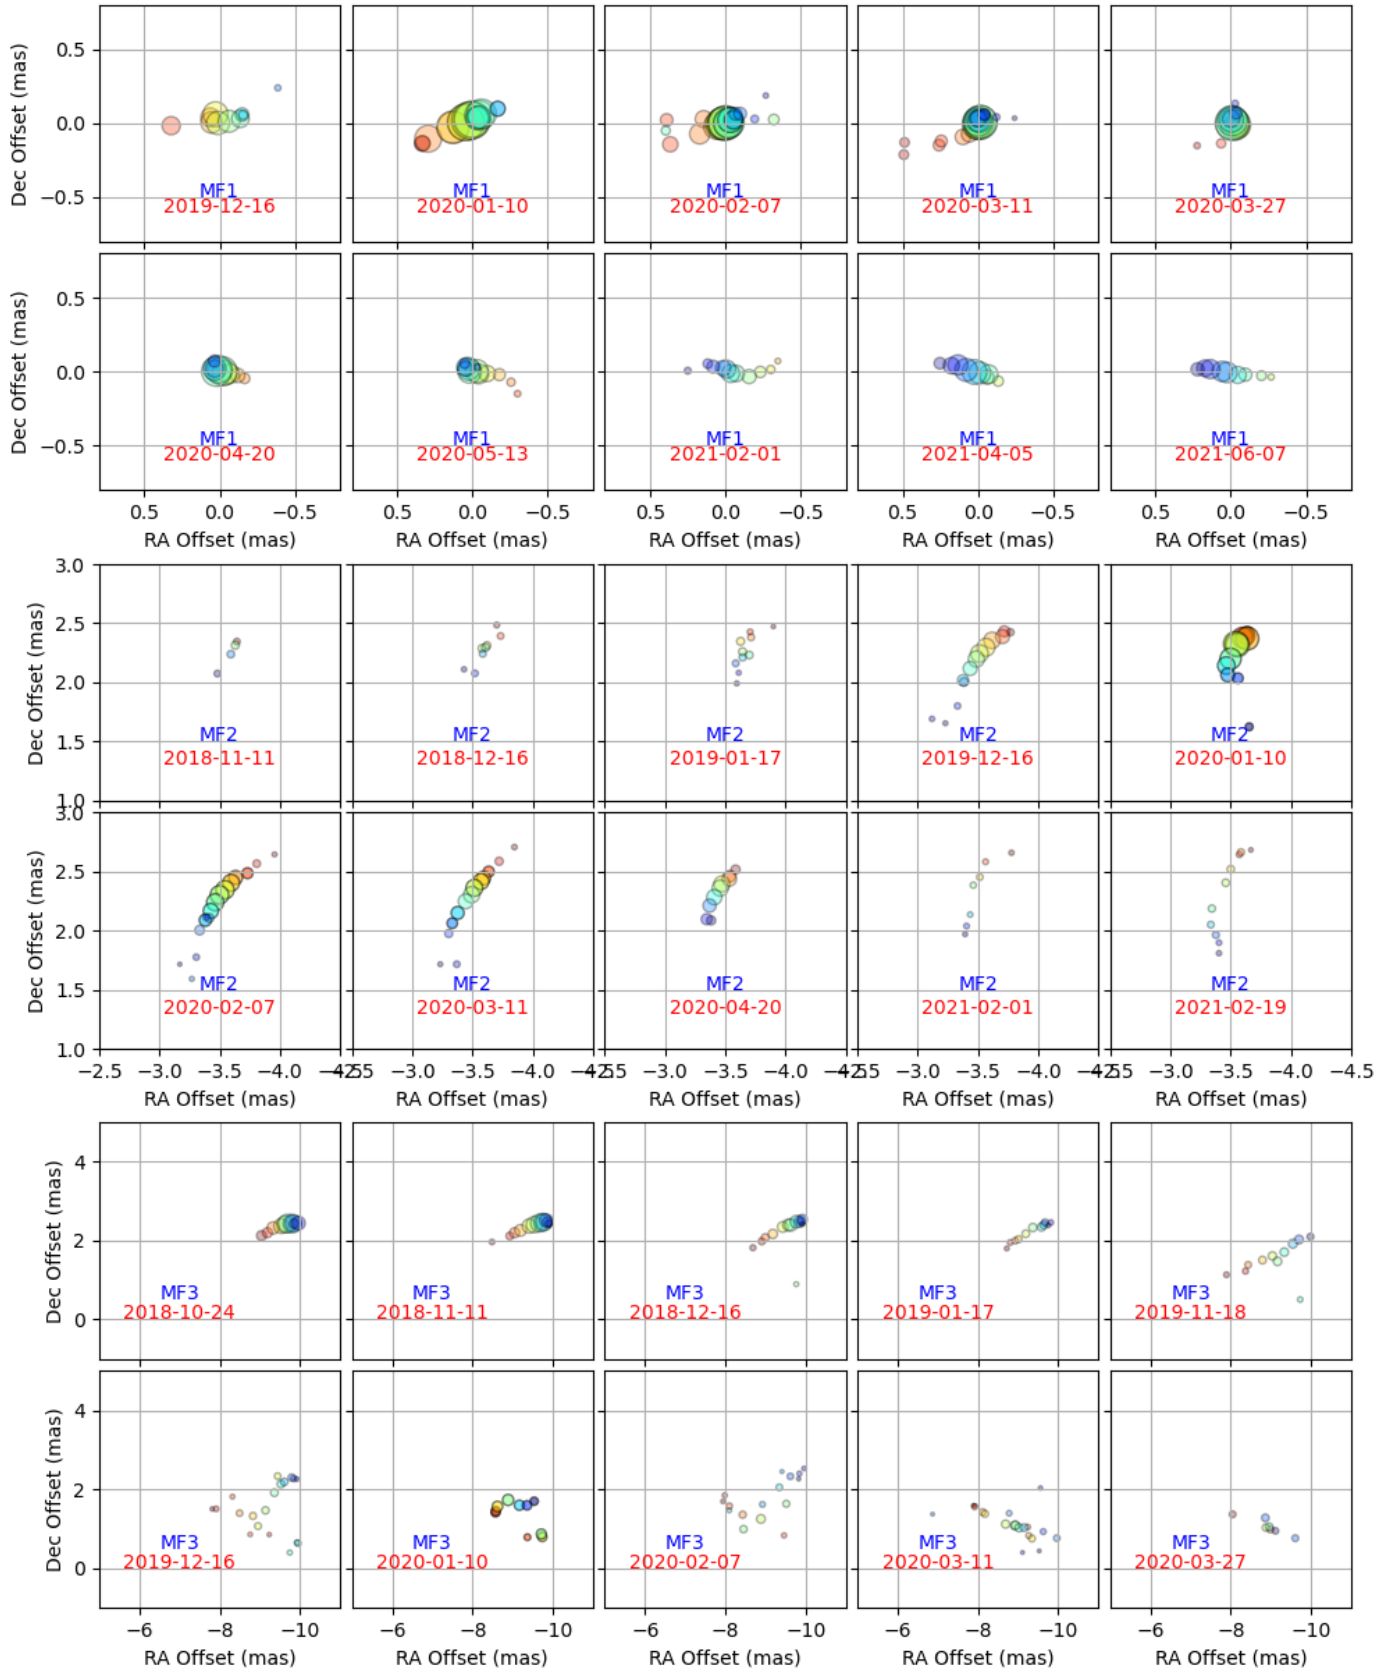 Dec Offset (mas)
0.5
0.0
−0.5
MF1
2019-12-16
MF1
2020-01-10
MF1
2020-02-07
MF1
2020-03-11
MF1
2020-03-27
Dec Offset (mas)
0.5
0.0
−0.5
MF1
2020-04-20
MF1
2020-05-13
MF1
2021-02-01
MF1
2021-04-05
MF1
2021-06-07
0.5 0.0 −0.5 0.5 0.0 −0.5 0.5 0.0 −0.5 0.5 0.0 −0.5 0.5 0.0 −0.5
RA Offset (mas) RA Offset (mas) RA Offset (mas) RA Offset (mas) RA Offset (mas)
Dec Offset (mas)
3.0
2.5
2.0
1.5
1.0
MF2
2018-11-11
MF2
2018-12-16
MF2
2019-01-17
MF2
2019-12-16
MF2
2020-01-10
Dec Offset (mas)
3.0
2.5
2.0
1.5
1.0
MF2
2020-02-07
MF2
2020-03-11
MF2
2020-04-20
MF2
2021-02-01
MF2
2021-02-19
−2.5 −3.0 −3.5 −4.0 −3.0 −3.5 −4.0 −3.0 −3.5 −4.0 −3.0 −3.5 −4.0 −3.0 −3.5 −4.0 −4.5
RA Offset (mas) RA Offset (mas) RA Offset (mas) RA Offset (mas) RA Offset (mas)
Dec Offset (mas)
4
2
0
MF3
2018-10-24
MF3
2018-11-11
MF3
2018-12-16
MF3
2019-01-17
MF3
2019-11-18
Dec Offset (mas)
4
2
0
MF3
2019-12-16
MF3
2020-01-10
MF3
2020-02-07
MF3
2020-03-11
MF3
2020-03-27
−6 −8 −10 −6 −8 −10 −6 −8 −10 −6 −8 −10 −6 −8 −10
RA Offset (mas) RA Offset (mas) RA Offset (mas) RA Offset (mas) RA Offset (mas)